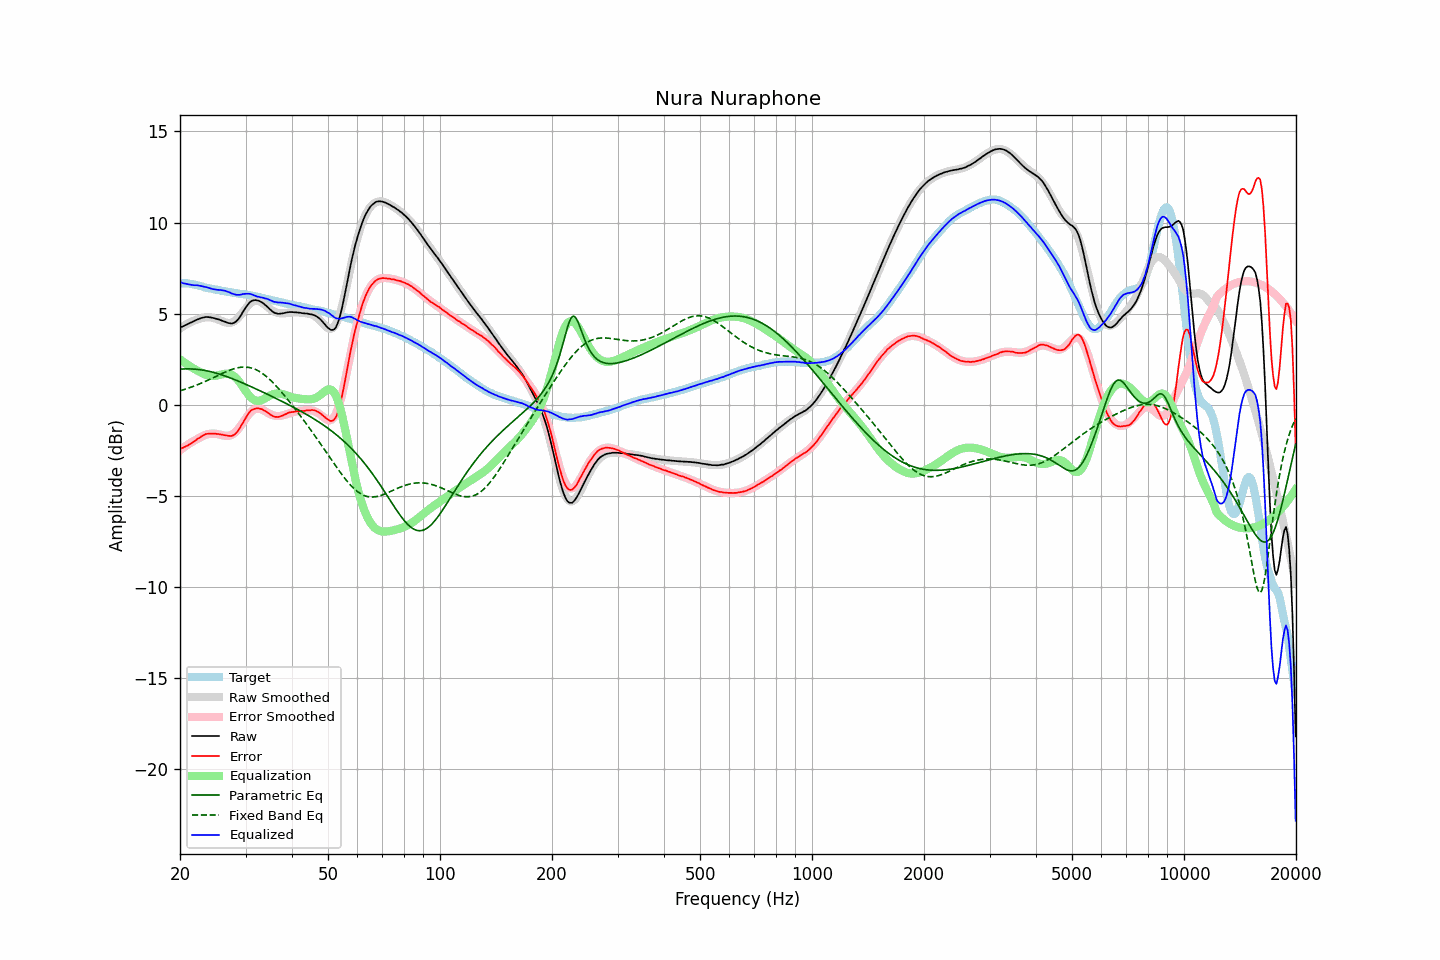 Nura Nuraphone
Amplitude (dBr)
15
10
5
0
−5
−10
−15
−20
Target
Raw Smoothed
Error Smoothed
Raw
Error
Equalization
Parametric Eq
Fixed Band Eq
Equalized
20 50 100 200 500 1000 2000 5000 10000 20000
Frequency (Hz)